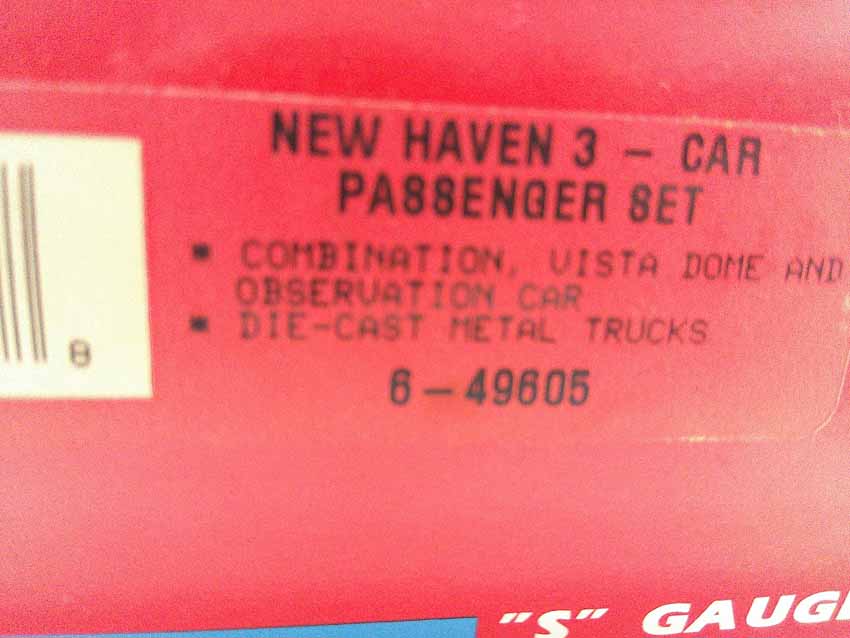 NEW HAVEN 3 - CAR
PASSENGER SET
▪ COMBINATION, VISTA DOME AND
OBSERVATION CAR
▪ DIE-CAST METAL TRUCKS
6-49605
8
"S" GAUG